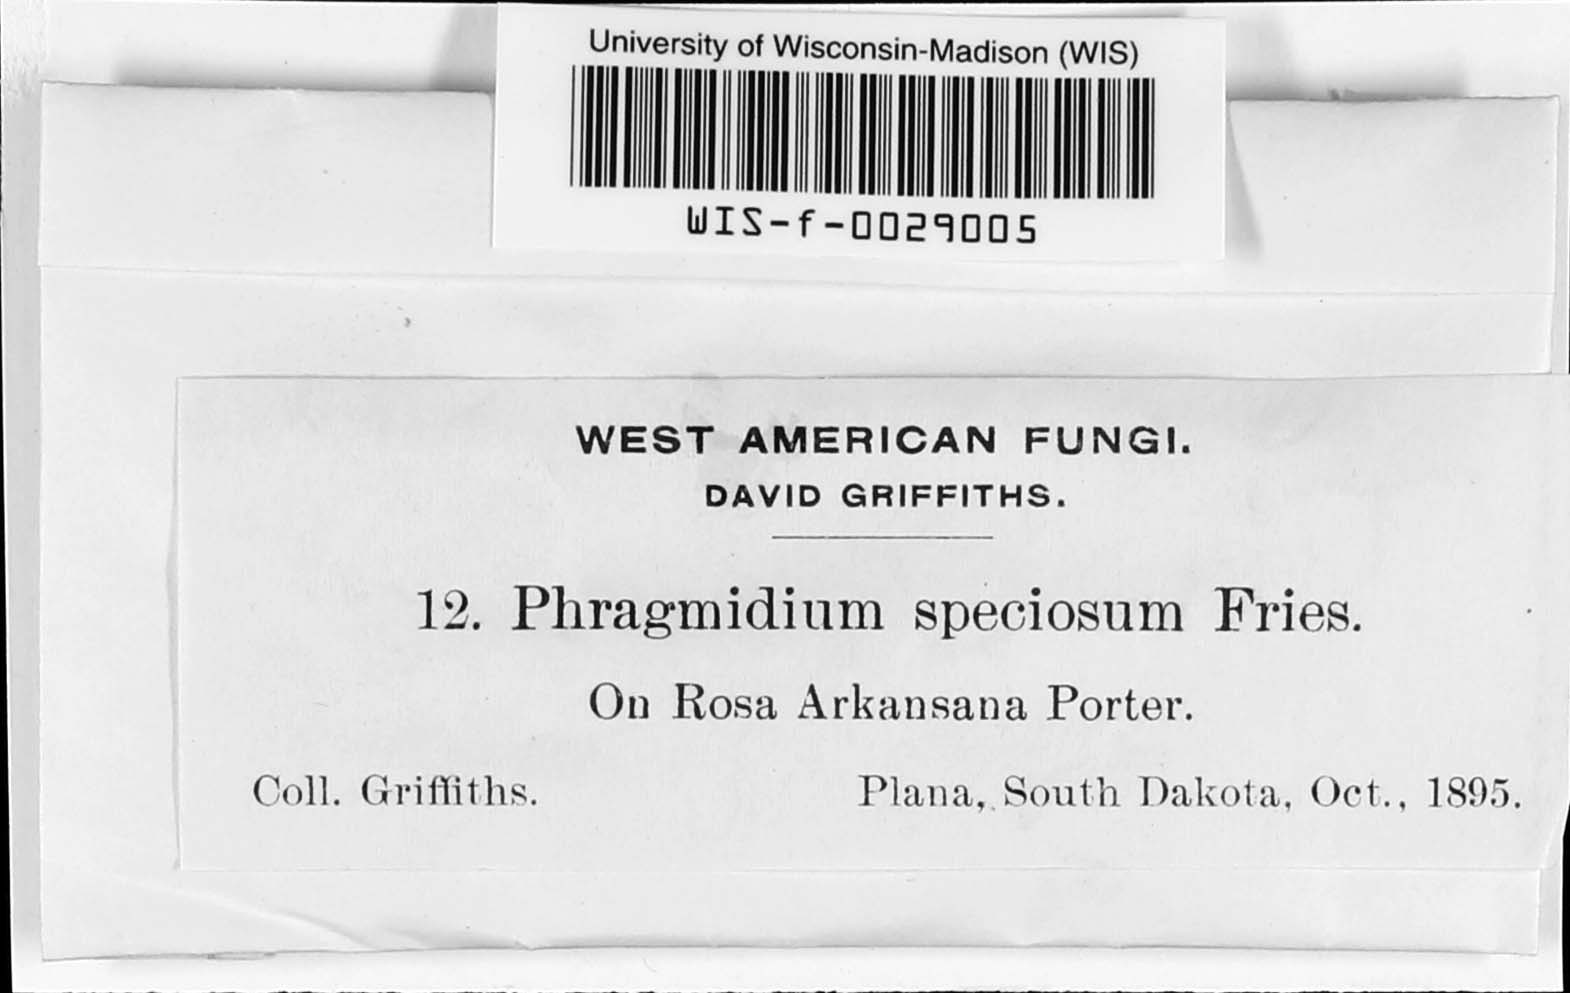 University of Wisconsin-Madison (WIS)
WIS-f-0029005
WEST AMERICAN FUNGI.
DAVID GRIFFITHS.
12. Phragmidium speciosum Fries.
On Rosa Arkansana Porter.
Coll. Griffiths. Plana, South Dakota, Oct., 1895.